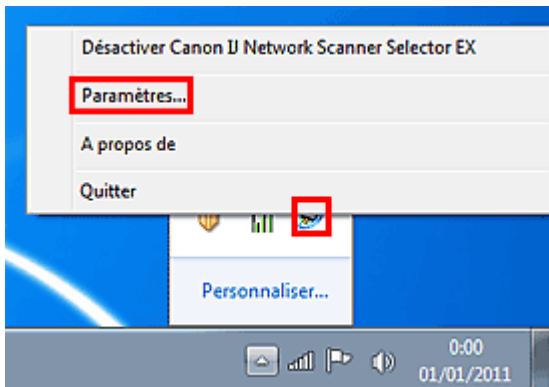 Désactiver Canon IJ Network Scanner Selector EX
Paramètres...
A propos de
Quitter
Personnaliser...
0:00
01/01/2011